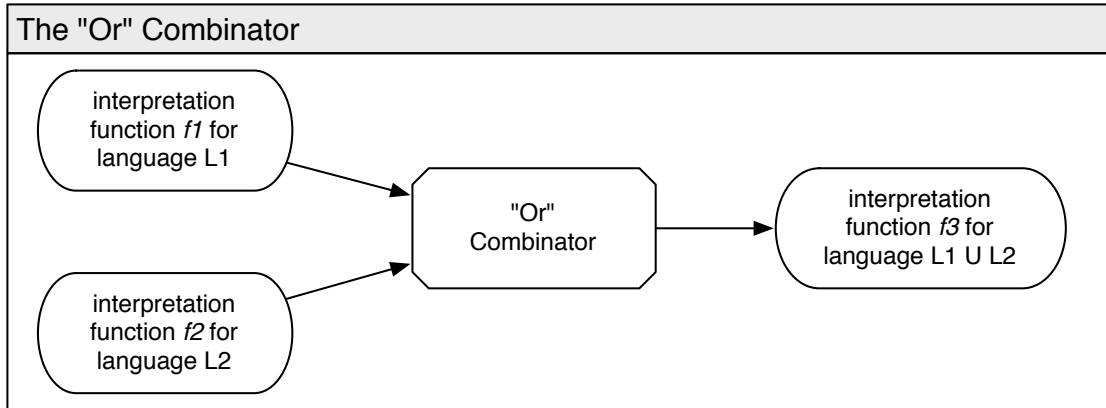 The "Or" Combinator
interpretation
function f1 for
language L1
"Or"
Combinator
interpretation
function f3 for
language L1 U L2
interpretation
function f2 for
language L2